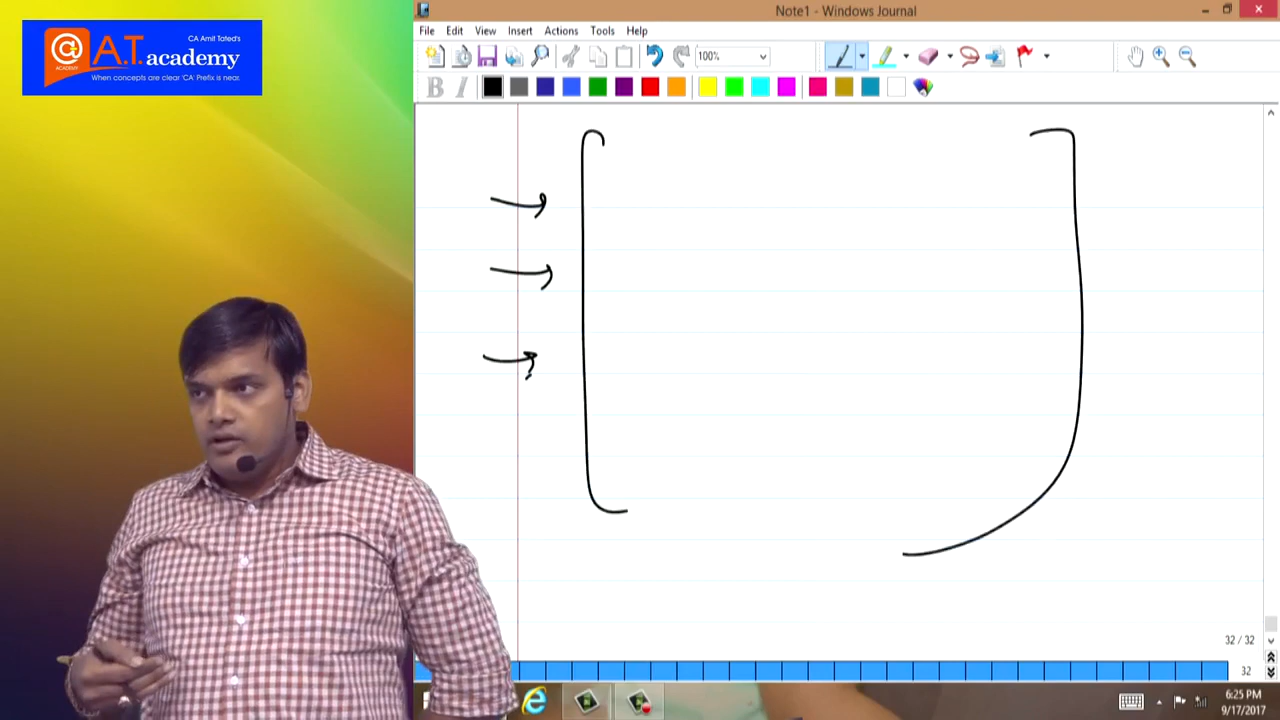 CA Amit Tated's
@ A.T. academy
ACADEMY
When concepts are clear 'CA' Prefix is near.
Note1 - Windows Journal
File Edit View Insert Actions Tools Help
100%
B I
32 / 32
32
6:25 PM
9/17/2017